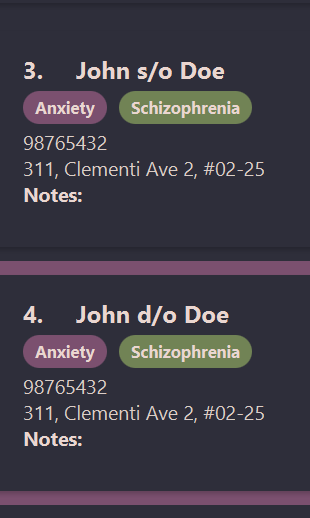 3. John s/o Doe
Anxiety Schizophrenia
98765432
311, Clementi Ave 2, #02-25
Notes:
4. John d/o Doe
Anxiety Schizophrenia
98765432
311, Clementi Ave 2, #02-25
Notes: